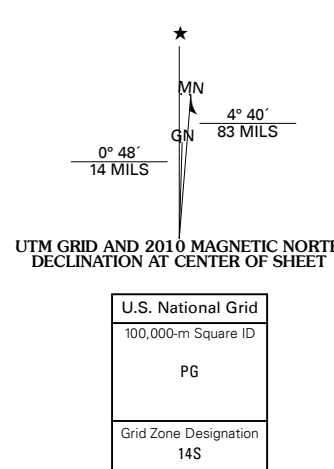 ★
MN
4° 40´
83 MILS
GN
0° 48´
14 MILS
UTM GRID AND 2010 MAGNETIC NORTH
DECLINATION AT CENTER OF SHEET
U.S. National Grid
100,000-m Square ID
PG
Grid Zone Designation
14S